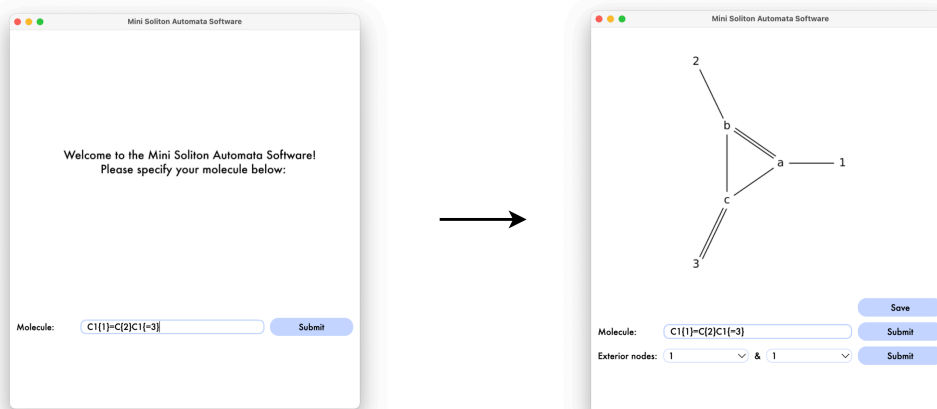 Mini Soliton Automata Software
Welcome to the Mini Soliton Automata Software!
Please specify your molecule below:
Molecule: C1{1}=C{2}C1{=3} Submit
Mini Soliton Automata Software
2
b
a 1
c
3
Save
Molecule: C1{1}=C{2}C1{=3} Submit
Exterior nodes: 1 & 1 Submit